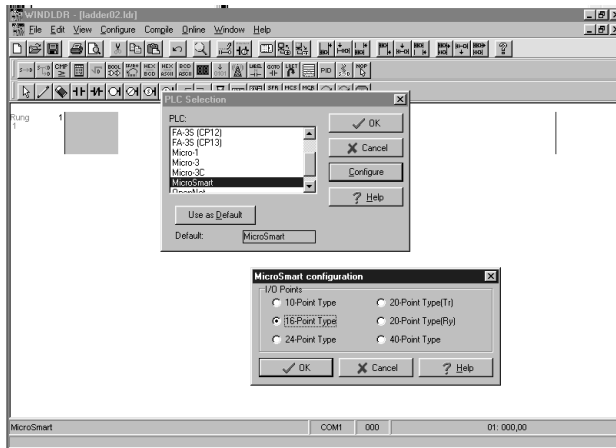 WINDLDR - [ladder02.ldr]
File Edit View Configure Compile Online Window Help
PID
PLC Selection
Rung 1
1
PLC:
FA-3S (CP12)
FA-3S (CP13)
Micro-1
Micro-3
Micro-3C
MicroSmart
OpenNet
OK
Cancel
Configure
? Help
Use as Default
Default: MicroSmart
MicroSmart configuration
I/O Points
10-Point Type 20-Point Type(Tr)
16-Point Type 20-Point Type(Ry)
24-Point Type 40-Point Type
OK Cancel ? Help
MicroSmart COM1 000 01: 000,00